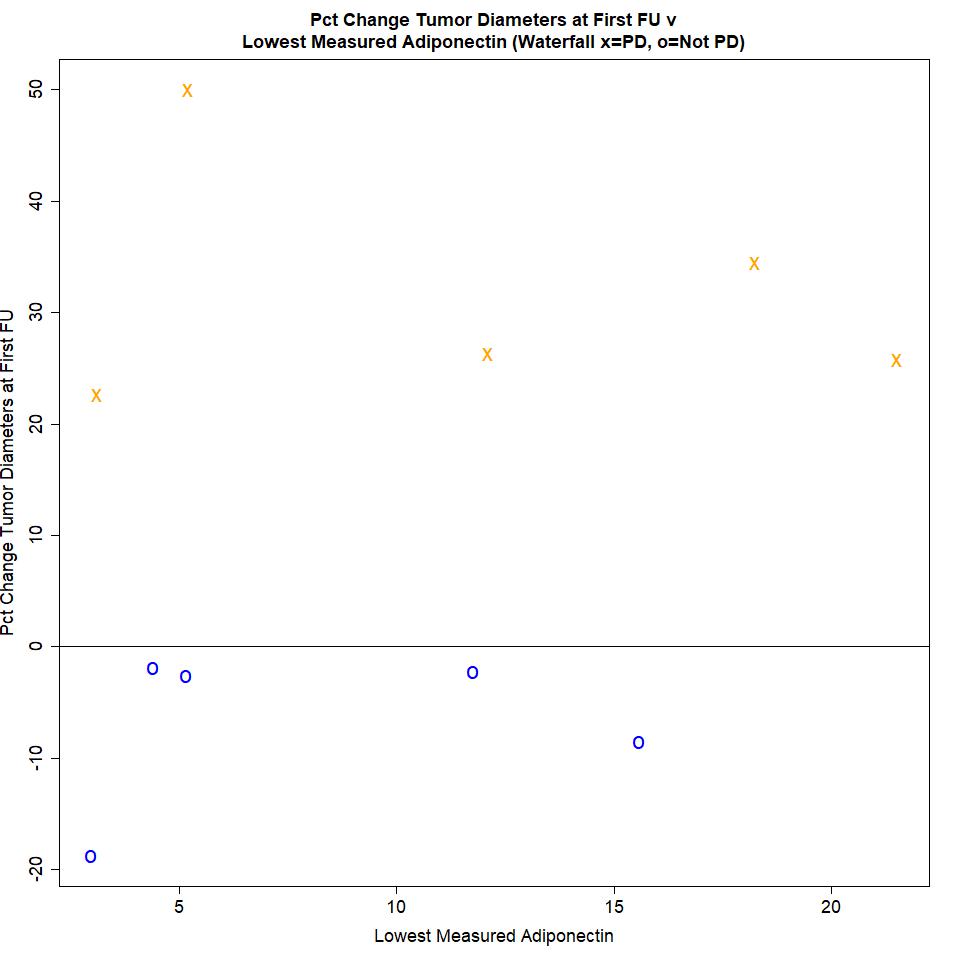 Pct Change Tumor Diameters at First FU v
Lowest Measured Adiponectin (Waterfall x=PD, o=Not PD)
Pct Change Tumor Diameters at First FU
50
40
30
20
10
0
-10
-20
x
x
x
x
x
o
o
o
o
o
5
10
15
20
Lowest Measured Adiponectin